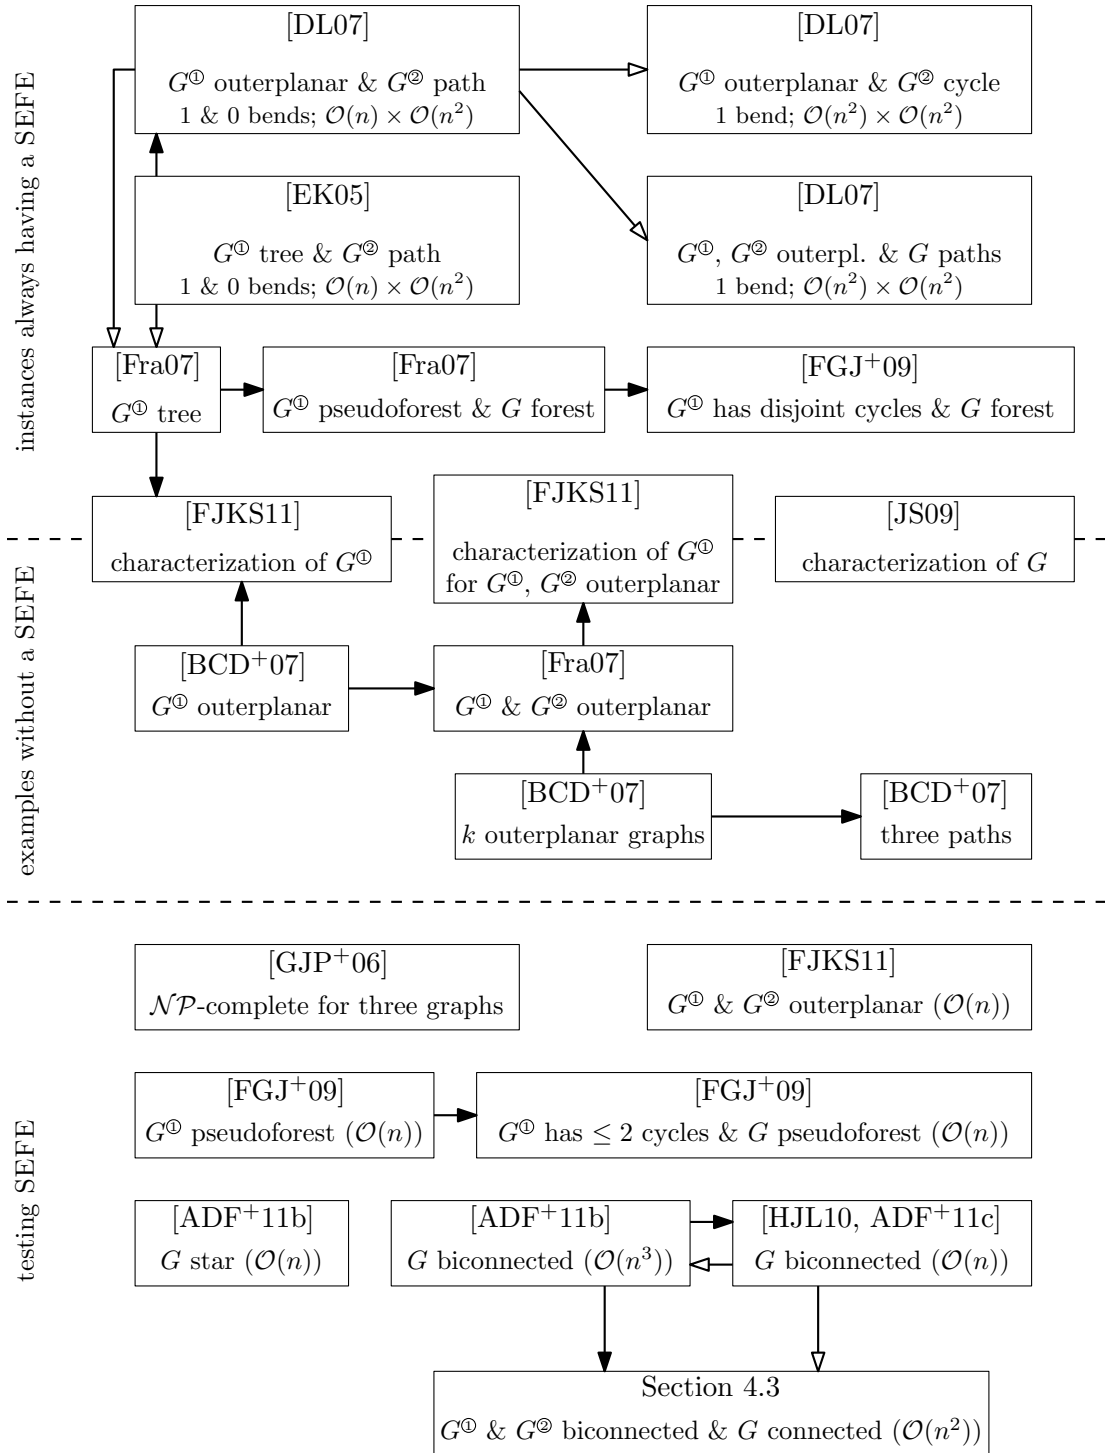 instances always having a SEFE
[DL07]
G① outerplanar & G② path
1 & 0 bends; O(n) × O(n²)
[DL07]
G① outerplanar & G② cycle
1 bend; O(n²) × O(n²)
[EK05]
G① tree & G② path
1 & 0 bends; O(n) × O(n²)
[DL07]
G①, G② outerpl. & G paths
1 bend; O(n²) × O(n²)
[Fra07]
G① tree
[Fra07]
G① pseudoforest & G forest
[FGJ⁺09]
G① has disjoint cycles & G forest
[FJKS11]
characterization of G①
[FJKS11]
characterization of G①
for G①, G② outerplanar
[JS09]
characterization of G
examples without a SEFE
[BCD⁺07]
G① outerplanar
[Fra07]
G① & G② outerplanar
[BCD⁺07]
k outerplanar graphs
[BCD⁺07]
three paths
testing SEFE
[GJP⁺06]
NP-complete for three graphs
[FJKS11]
G① & G② outerplanar (O(n))
[FGJ⁺09]
G① pseudoforest (O(n))
[FGJ⁺09]
G① has ≤ 2 cycles & G pseudoforest (O(n))
[ADF⁺11b]
G star (O(n))
[ADF⁺11b]
G biconnected (O(n³))
[HJL10, ADF⁺11c]
G biconnected (O(n))
Section 4.3
G① & G② biconnected & G connected (O(n²))